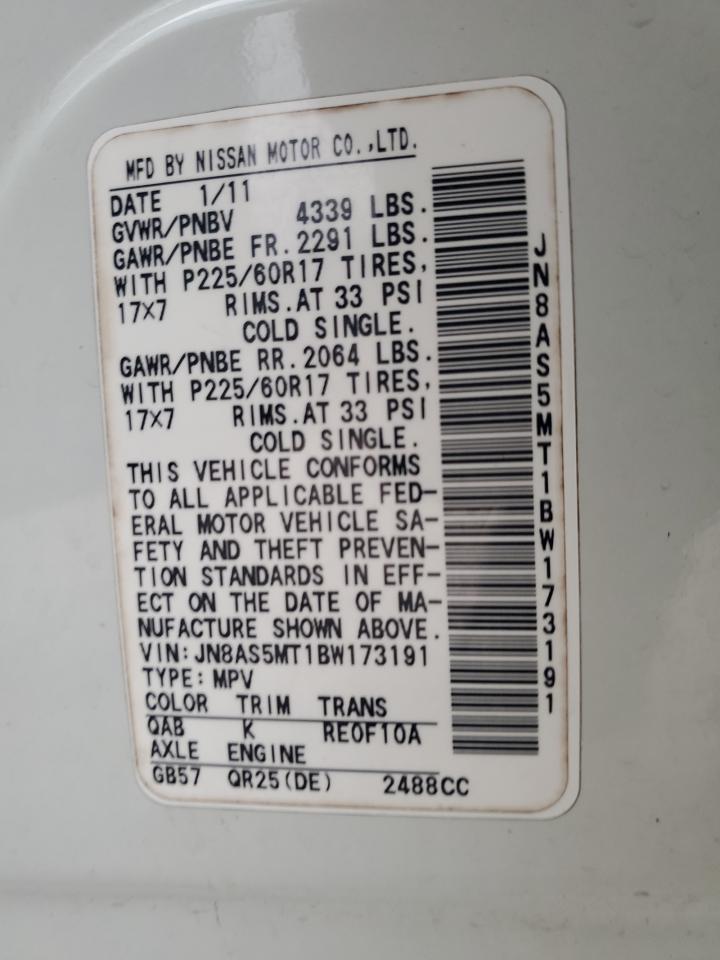 MFD BY NISSAN MOTOR CO.,LTD.
DATE 1/11
GVWR/PNBV 4339 LBS.
GAWR/PNBE FR.2291 LBS.
WITH P225/60R17 TIRES,
17X7 RIMS.AT 33 PSI
COLD SINGLE.
GAWR/PNBE RR.2064 LBS.
WITH P225/60R17 TIRES,
17X7 RIMS.AT 33 PSI
COLD SINGLE.
THIS VEHICLE CONFORMS
TO ALL APPLICABLE FED-
ERAL MOTOR VEHICLE SA-
FETY AND THEFT PREVEN-
TION STANDARDS IN EFF-
ECT ON THE DATE OF MA-
NUFACTURE SHOWN ABOVE.
VIN:JN8AS5MT1BW173191
TYPE:MPV
COLOR TRIM TRANS
QAB K RE0F10A
AXLE ENGINE
GB57 QR25(DE) 2488CC
JN8AS5MT1BW173191